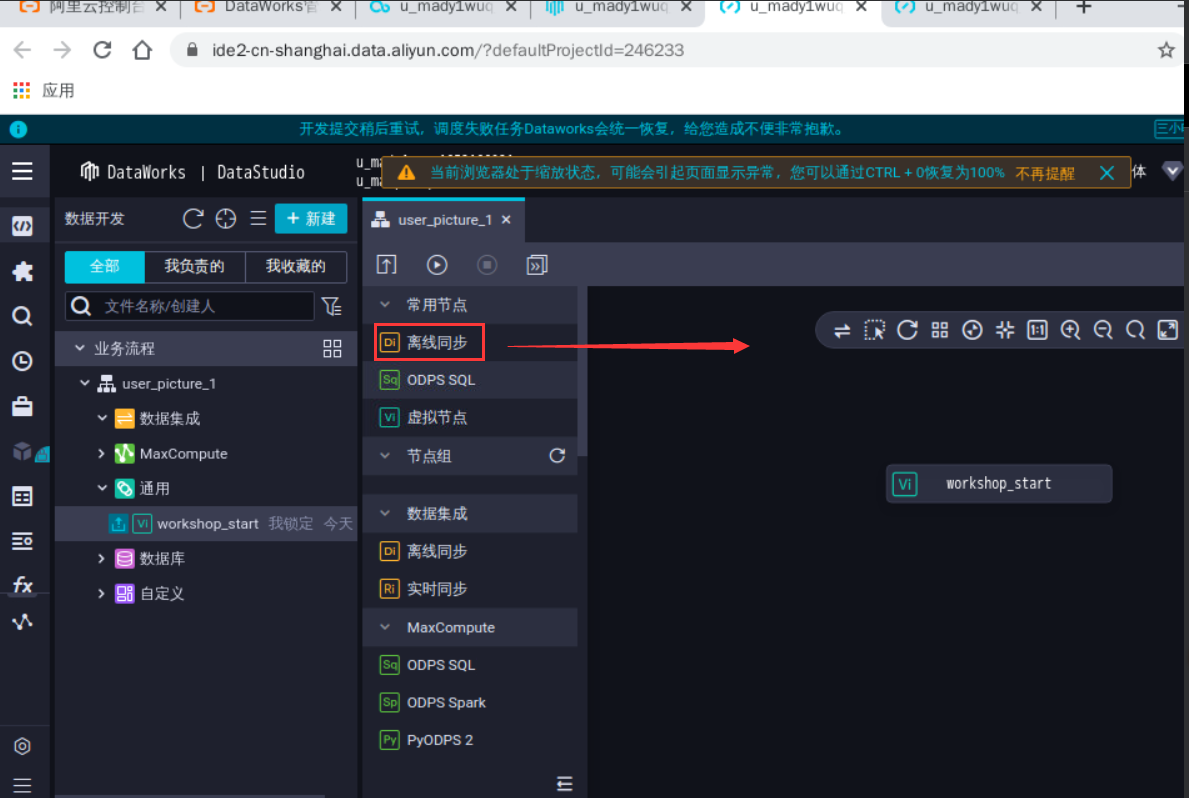 阿里云控制台
DataWorks管
u_mady1wuq
u_mady1wuq
u_mady1wuq
u_mady1wuq
ide2-cn-shanghai.data.aliyun.com/?defaultProjectId=246233
应用
开发提交稍后重试，调度失败任务Dataworks会统一恢复，给您造成不便非常抱歉。
DataWorks | DataStudio
当前浏览器处于缩放状态，可能会引起页面显示异常，您可以通过CTRL + 0恢复为100% 不再提醒
体
数据开发
+ 新建
user_picture_1
全部 我负责的 我收藏的
文件名称/创建人
业务流程
user_picture_1
数据集成
MaxCompute
通用
Vi workshop_start 我锁定 今天
数据库
自定义
fx
常用节点
Di 离线同步
Sq ODPS SQL
Vi 虚拟节点
节点组
数据集成
Di 离线同步
Ri 实时同步
MaxCompute
Sq ODPS SQL
Sp ODPS Spark
Py PyODPS 2
1:1
Vi workshop_start